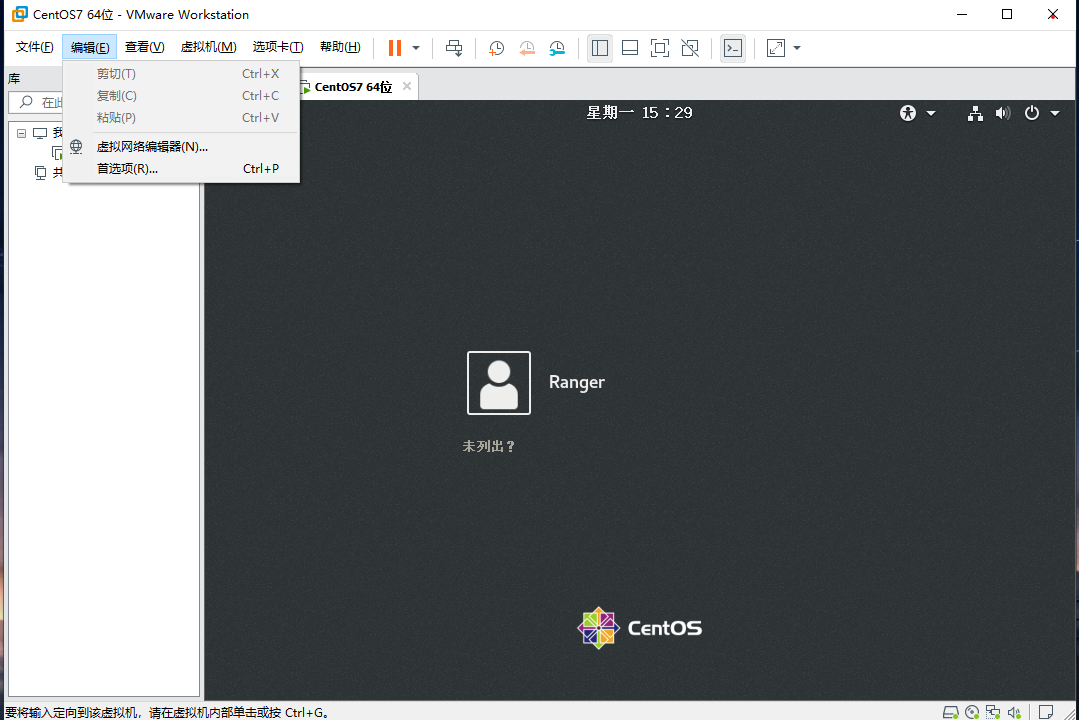 CentOS7 64位 - VMware Workstation
文件(F) 编辑(E) 查看(V) 虚拟机(M) 选项卡(T) 帮助(H)
库
剪切(T) Ctrl+X
CentOS7 64位
在此
复制(C) Ctrl+C
星期一 15：29
粘贴(P) Ctrl+V
虚拟网络编辑器(N)...
首选项(R)... Ctrl+P
共
Ranger
未列出？
CentOS
要将输入定向到该虚拟机，请在虚拟机内部单击或按 Ctrl+G。